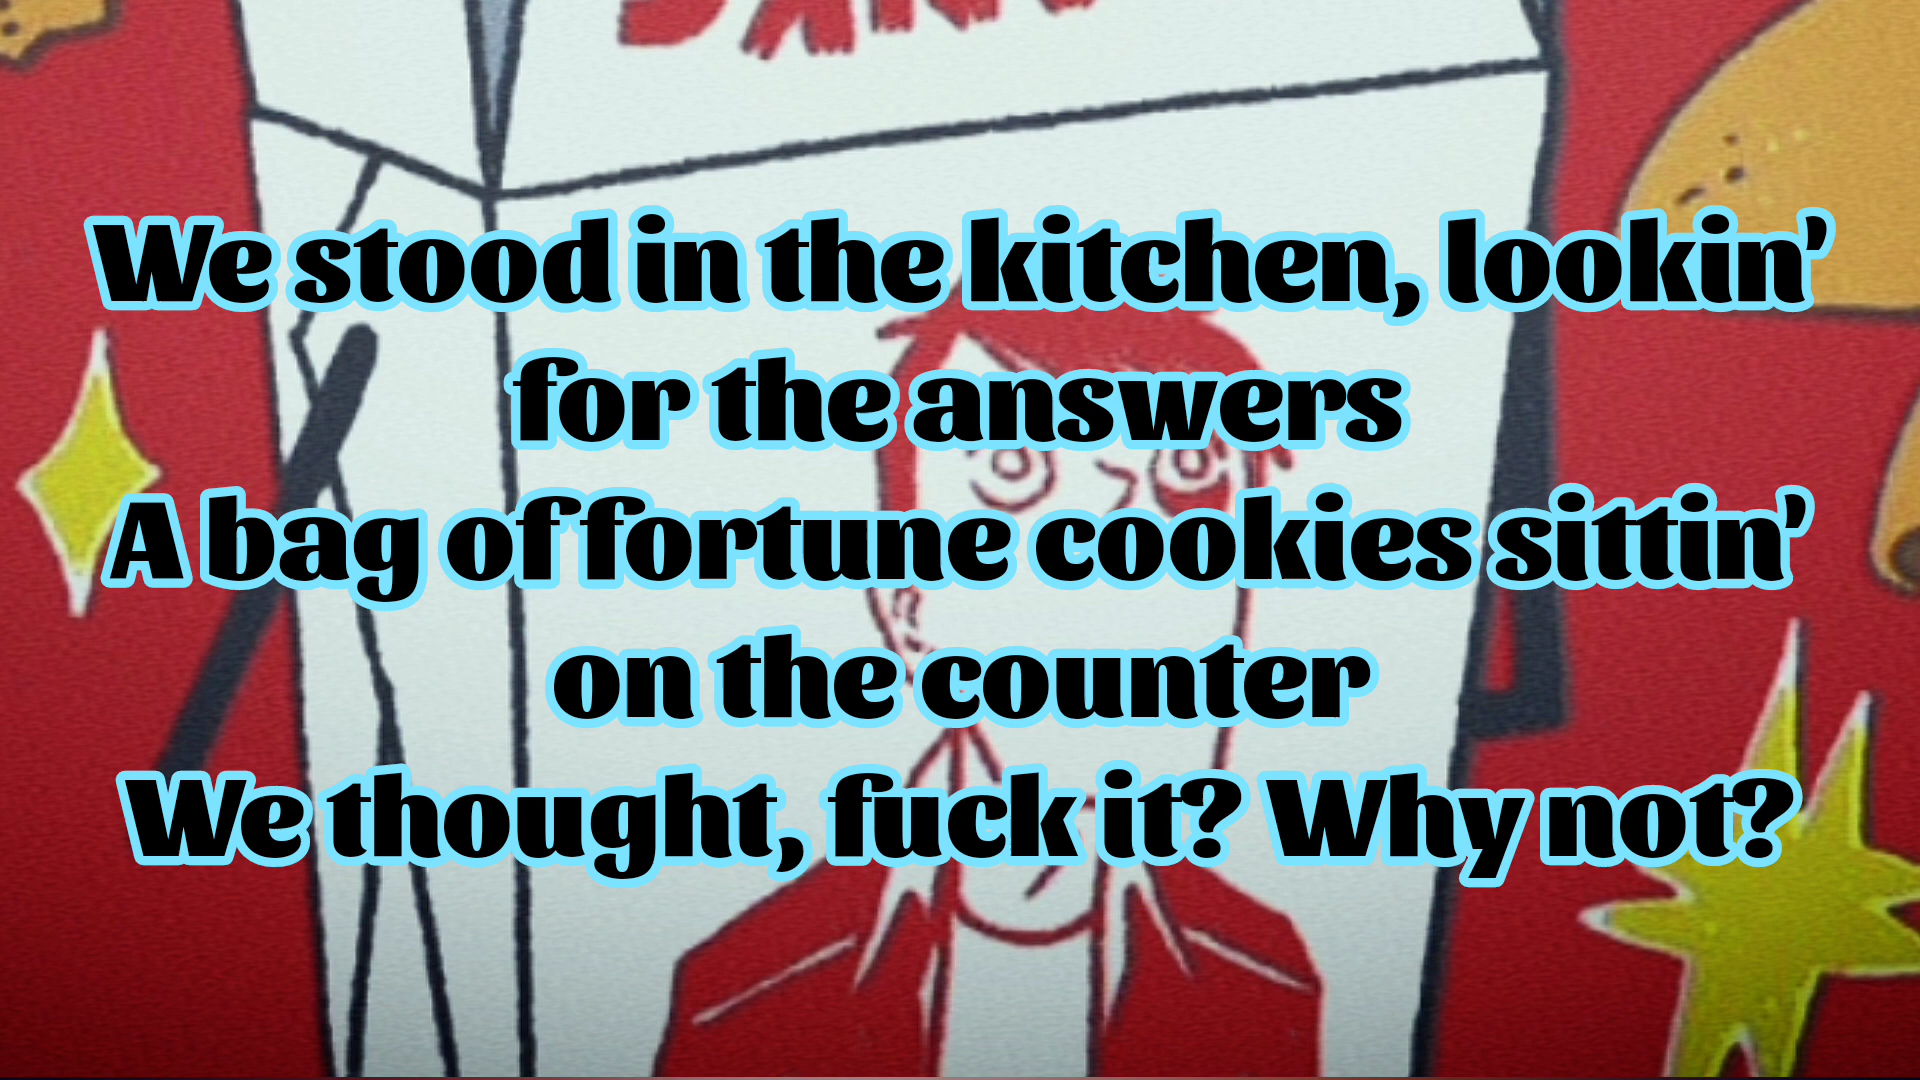 We stood in the kitchen, lookin'
for the answers
A bag of fortune cookies sittin'
on the counter
We thought, fuck it? Why not?